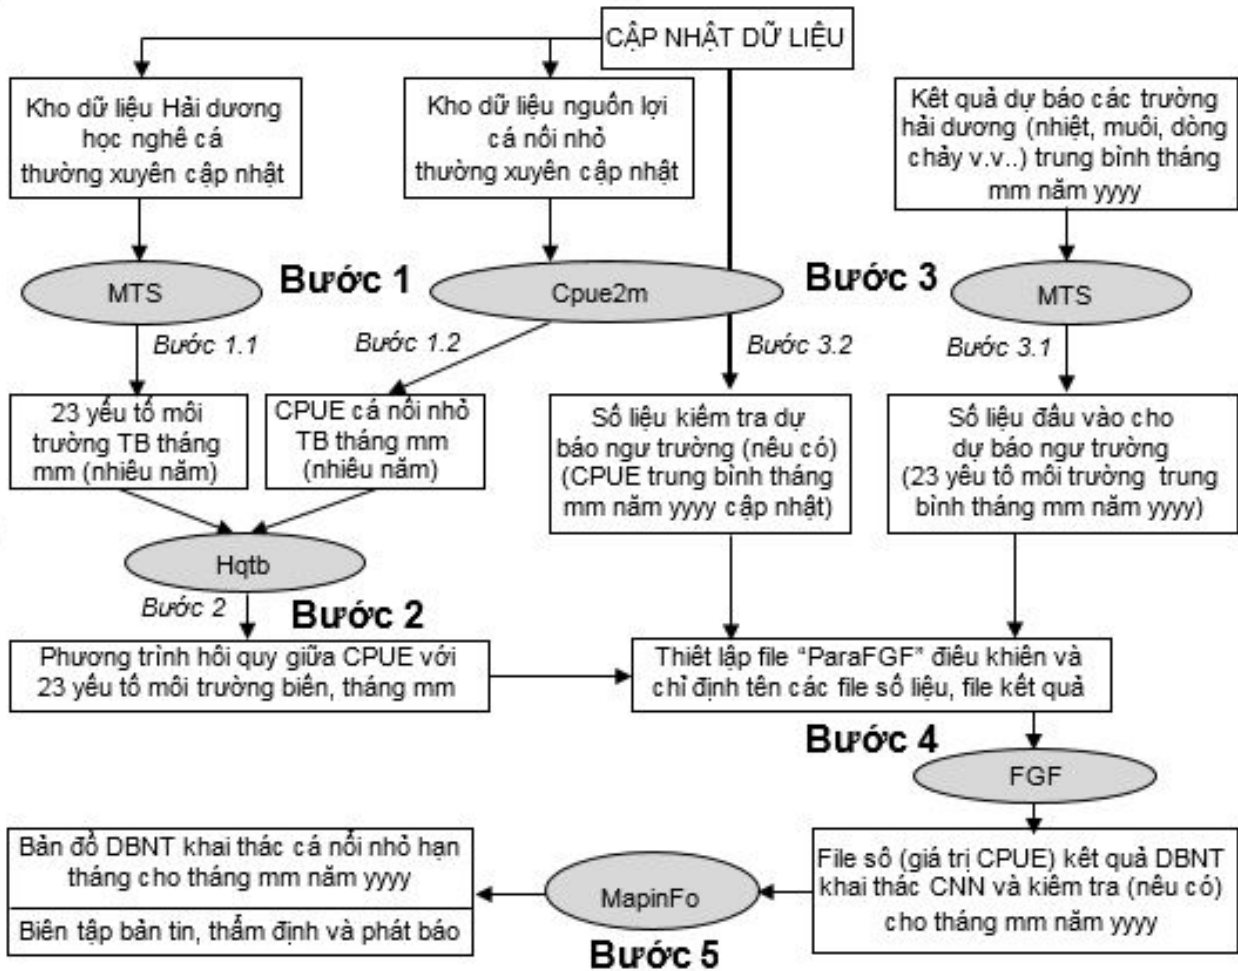 CẬP NHẬT DỮ LIỆU
Kho dữ liệu Hải dương
học nghề cá
thường xuyên cập nhật
Kho dữ liệu nguồn lợi
cá nổi nhỏ
thường xuyên cập nhật
Kết quả dự báo các trường
hải dương (nhiệt, muối, dòng
chảy v.v..) trung bình tháng
mm năm yyyy
MTS
Bước 1
Cpue2m
Bước 3
MTS
Bước 1.1
Bước 1.2
Bước 3.2
Bước 3.1
23 yếu tố môi
trường TB tháng
mm (nhiều năm)
CPUE cá nổi nhỏ
TB tháng mm
(nhiều năm)
Số liệu kiểm tra dự
báo ngư trường (nếu có)
(CPUE trung bình tháng
mm năm yyyy cập nhật)
Số liệu đầu vào cho
dự báo ngư trường
(23 yếu tố môi trường trung
bình tháng mm năm yyyy)
Hqtb
Bước 2
Bước 2
Phương trình hồi quy giữa CPUE với
23 yếu tố môi trường biển, tháng mm
Thiết lập file “ParaFGF” điều khiển và
chỉ định tên các file số liệu, file kết quả
Bước 4
FGF
File số (giá trị CPUE) kết quả DBNT
khai thác CNN và kiểm tra (nếu có)
cho tháng mm năm yyyy
MapinFo
Bước 5
Bản đồ DBNT khai thác cá nổi nhỏ hạn
tháng cho tháng mm năm yyyy
Biên tập bản tin, thẩm định và phát báo